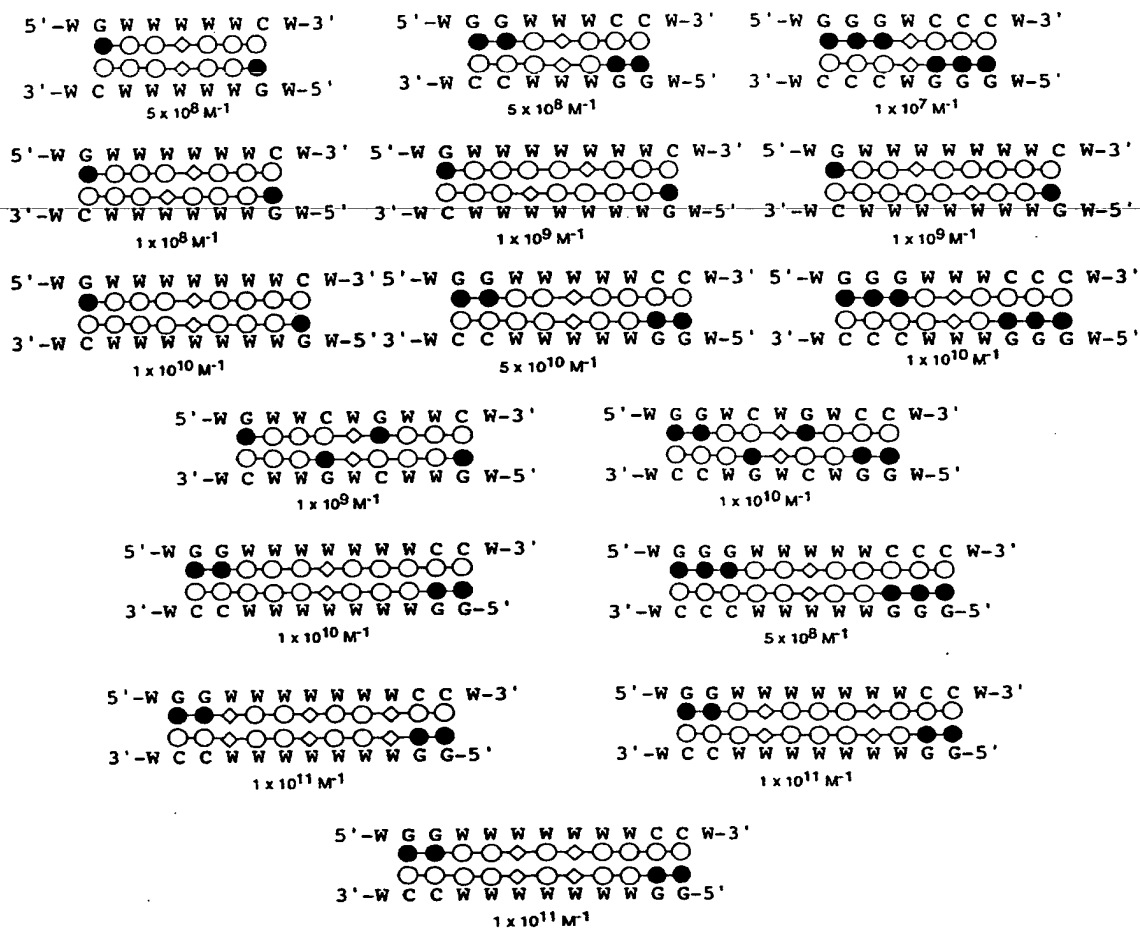 5'-W G W W W W W C W-3'
3'-W C W W W W W G W-5'
5 x 10⁸ M⁻¹
5'-W G G W W W C C W-3'
3'-W C C W W W G G W-5'
5 x 10⁸ M⁻¹
5'-W G G G W C C C W-3'
3'-W C C C W G G G W-5'
1 x 10⁷ M⁻¹
5'-W G W W W W W W C W-3'
3'-W C W W W W W W G W-5'
1 x 10⁸ M⁻¹
5'-W G W W W W W W W C W-3'
3'-W C W W W W W W W G W-5'
1 x 10⁹ M⁻¹
5'-W G W W W W W W W C W-3'
3'-W C W W W W W W W G W-5'
1 x 10⁹ M⁻¹
5'-W G W W W W W W W C W-3'
3'-W C W W W W W W W G W-5'
1 x 10¹⁰ M⁻¹
5'-W G G W W W W W C C W-3'
3'-W C C W W W W W G G W-5'
5 x 10¹⁰ M⁻¹
5'-W G G G W W W C C C W-3'
3'-W C C C W W W G G G W-5'
1 x 10¹⁰ M⁻¹
5'-W G W W C W G W W C W-3'
3'-W C W W G W C W W G W-5'
1 x 10⁹ M⁻¹
5'-W G G W C W G W C C W-3'
3'-W C C W G W C W G G W-5'
1 x 10¹⁰ M⁻¹
5'-W G G W W W W W W W C C W-3'
3'-W C C W W W W W W W G G-5'
1 x 10¹⁰ M⁻¹
5'-W G G G W W W W W C C C W-3'
3'-W C C C W W W W W G G G-5'
5 x 10⁸ M⁻¹
5'-W G G W W W W W W W C C W-3'
3'-W C C W W W W W W W G G-5'
1 x 10¹¹ M⁻¹
5'-W G G W W W W W W W C C W-3'
3'-W C C W W W W W W W G G-5'
1 x 10¹¹ M⁻¹
5'-W G G W W W W W W W C C W-3'
3'-W C C W W W W W W W G G-5'
1 x 10¹¹ M⁻¹